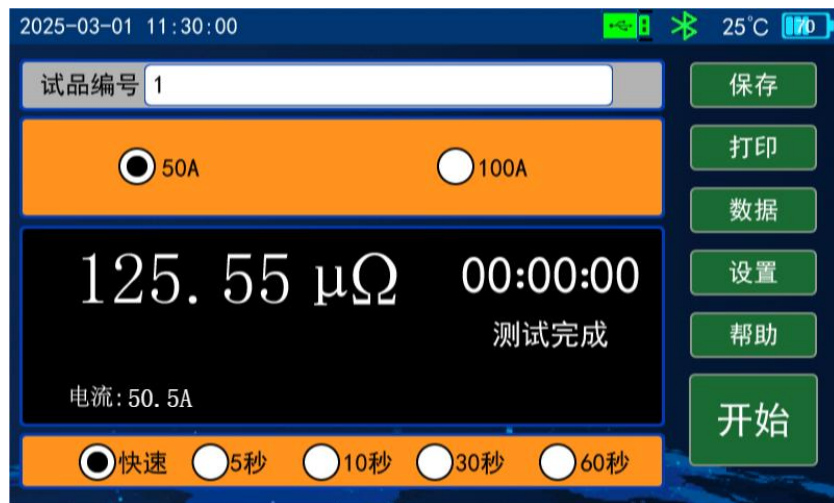 2025-03-01 11:30:00 25℃ 70
试品编号 1
保存
50A 100A
打印
数据
125.55 μΩ 00:00:00
设置
测试完成
帮助
电流:50.5A
开始
快速 5秒 10秒 30秒 60秒